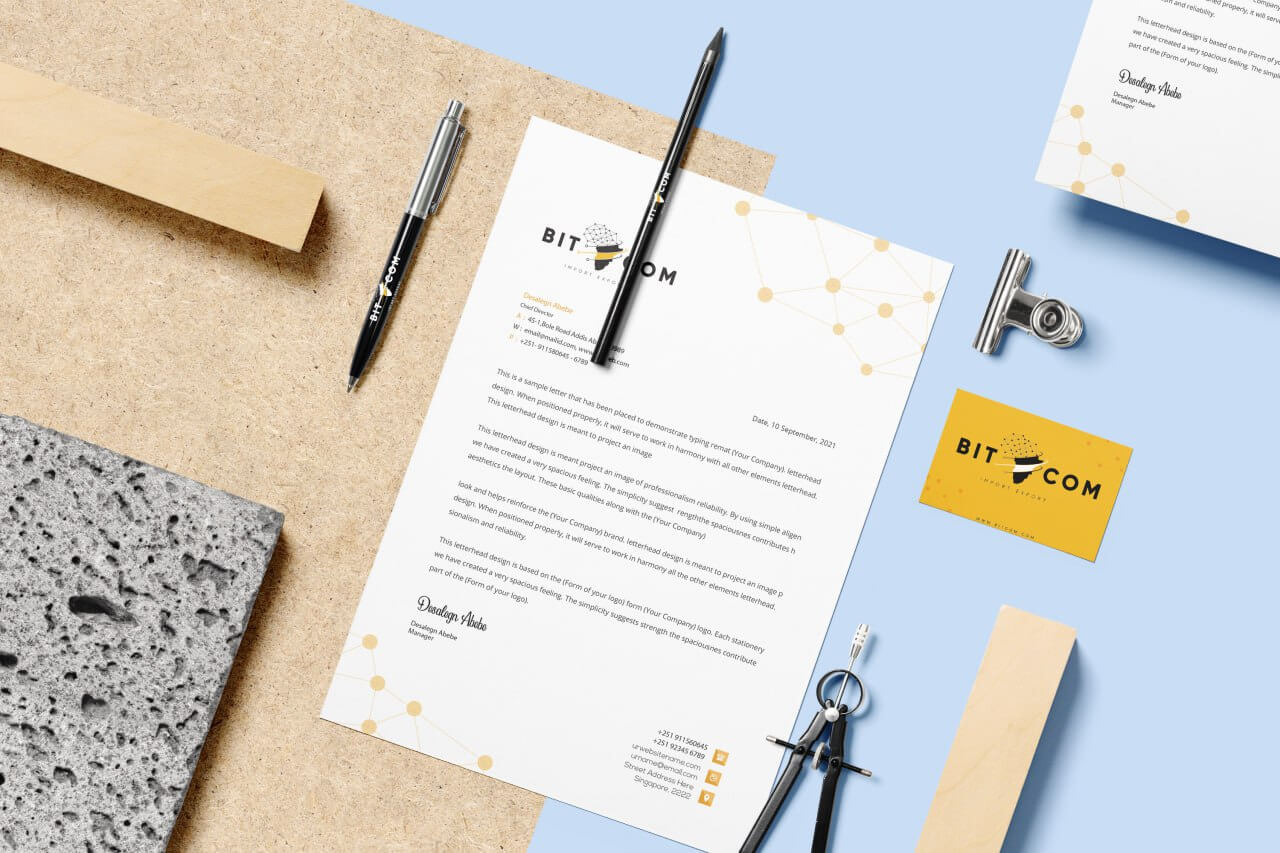 BIT COM
BIT COM
IMPORT
Desalegn Abebe
Chief Director
A : 45-1,Bole Road Addis
W : email@mailid.com,
P : +251- 911580645 - 6789
Date, 10 September, 2021
This is a sample letter that has been placed to demonstrate typing remat (Your Company). letterhead
design. When positioned properly, it will serve to work in harmony with all other elements letterhead.
This letterhead design is meant to project an image
This letterhead design is meant project an image of professionalism reliability. By using simple aligen
we have created a very spacious feeling. The simplicity suggest rengththe spaciousnes contributes h
aesthetics the layout. These basic qualities along with the (Your Company)
look and helps reinforce the (Your Company) brand. letterhead design is meant to project an image p
design. When positioned properly, it will serve to work in harmony all the other elements letterhead.
sionalism and reliability.
This letterhead design is based on the (Form of your logo) form (Your Company) logo. Each stationery
we have created a very spacious feeling. The simplicity suggests strength the spaciousnes contribute
part of the (Form of your logo).
Desalegn Abebe
Desalegn Abebe
Manager
+251 911560645
+251 92345 6789
urwebsitename.com
urname@email.com
Street Address Here
Singapore, 2222
BIT COM
and reliability.
This letterhead design is based on the (Form of
we have created a very spacious feeling. The simpli
part of the (Form of your logo).
Desalegn Abebe
Desalegn Abebe
Manager
BIT COM
IMPORT EXPORT
WWW.BITCOM.COM